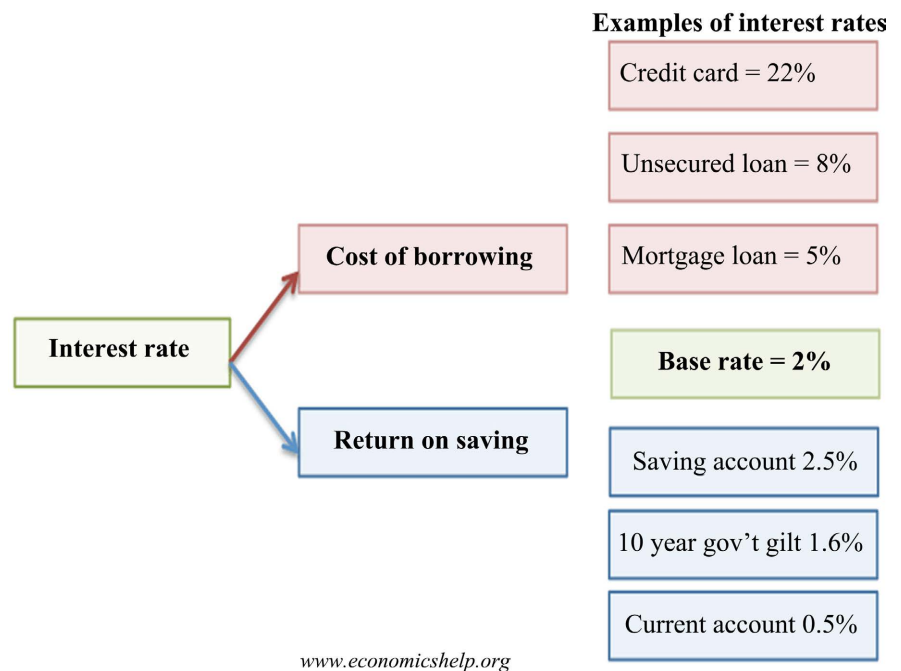 Examples of interest rates
Credit card = 22%
Unsecured loan = 8%
Cost of borrowing
Mortgage loan = 5%
Interest rate
Base rate = 2%
Return on saving
Saving account 2.5%
10 year gov’t gilt 1.6%
Current account 0.5%
www.economicshelp.org